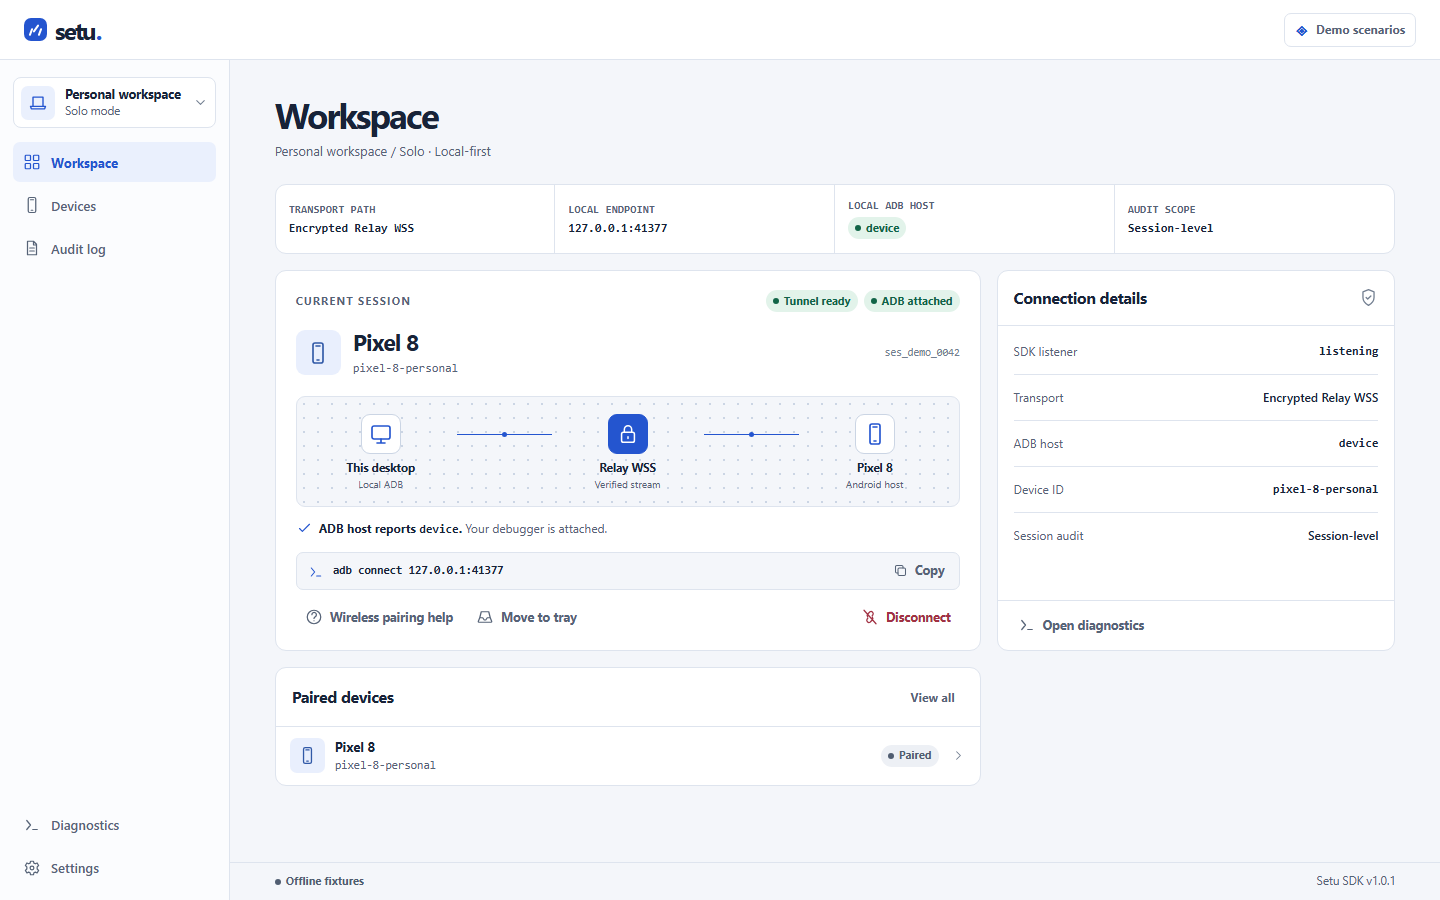 setu.
Demo scenarios
Personal workspace
Solo mode
Workspace
Devices
Audit log
Diagnostics
Settings
Workspace
Personal workspace / Solo · Local-first
TRANSPORT PATH
Encrypted Relay WSS
LOCAL ENDPOINT
127.0.0.1:41377
LOCAL ADB HOST
device
AUDIT SCOPE
Session-level
CURRENT SESSION
Tunnel ready
ADB attached
Pixel 8
pixel-8-personal
ses_demo_0042
This desktop
Local ADB
Relay WSS
Verified stream
Pixel 8
Android host
ADB host reports device. Your debugger is attached.
adb connect 127.0.0.1:41377
Copy
Wireless pairing help
Move to tray
Disconnect
Connection details
SDK listener
listening
Transport
Encrypted Relay WSS
ADB host
device
Device ID
pixel-8-personal
Session audit
Session-level
Open diagnostics
Paired devices
View all
Pixel 8
pixel-8-personal
Paired
Offline fixtures
Setu SDK v1.0.1